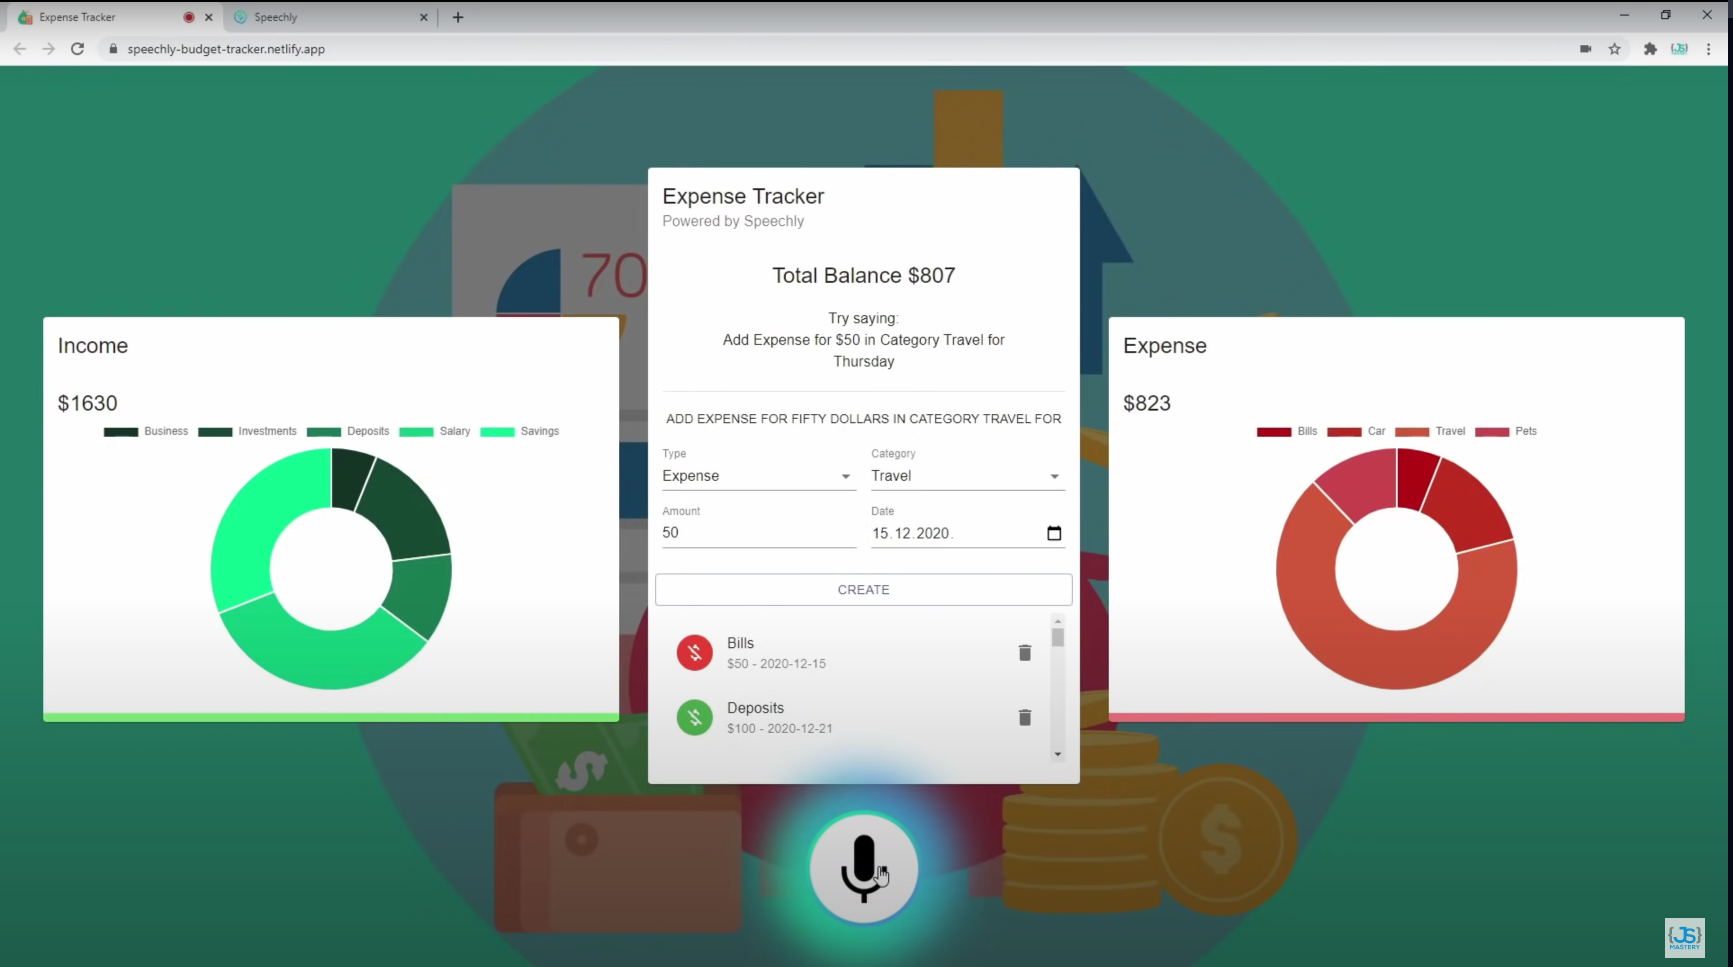 Expense Tracker
Speechly
speechly-budget-tracker.netlify.app
70
Expense Tracker
Powered by Speechly
Total Balance $807
Try saying:
Add Expense for $50 in Category Travel for
Thursday
Income
$1630
Business Investments Deposits Salary Savings
ADD EXPENSE FOR FIFTY DOLLARS IN CATEGORY TRAVEL FOR
Type
Expense
Category
Travel
Amount
50
Date
15.12.2020.
CREATE
Bills
$50 - 2020-12-15
Deposits
$100 - 2020-12-21
Expense
$823
Bills Car Travel Pets
$
$
{JS}
{JS}
MASTERY